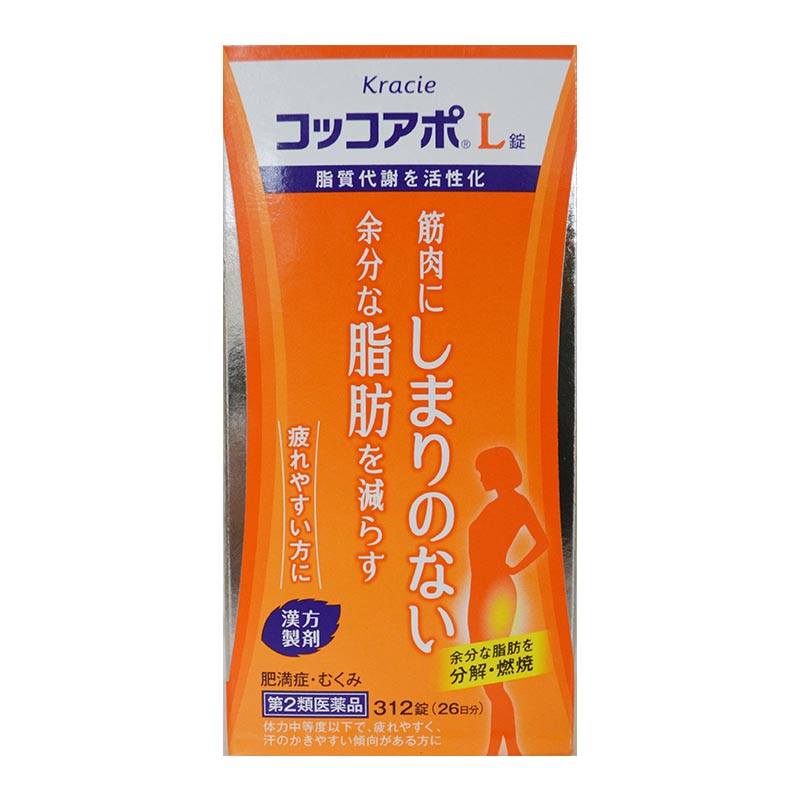 Kracie
コッコアポ® L錠
脂質代謝を活性化
筋肉にしまりのない
余分な脂肪を減らす
疲れやすい方に
漢方
製剤
余分な脂肪を
分解・燃焼
肥満症・むくみ
第2類医薬品 312錠(26日分)
体力中等度以下で、疲れやすく、
汗のかきやすい傾向がある方に